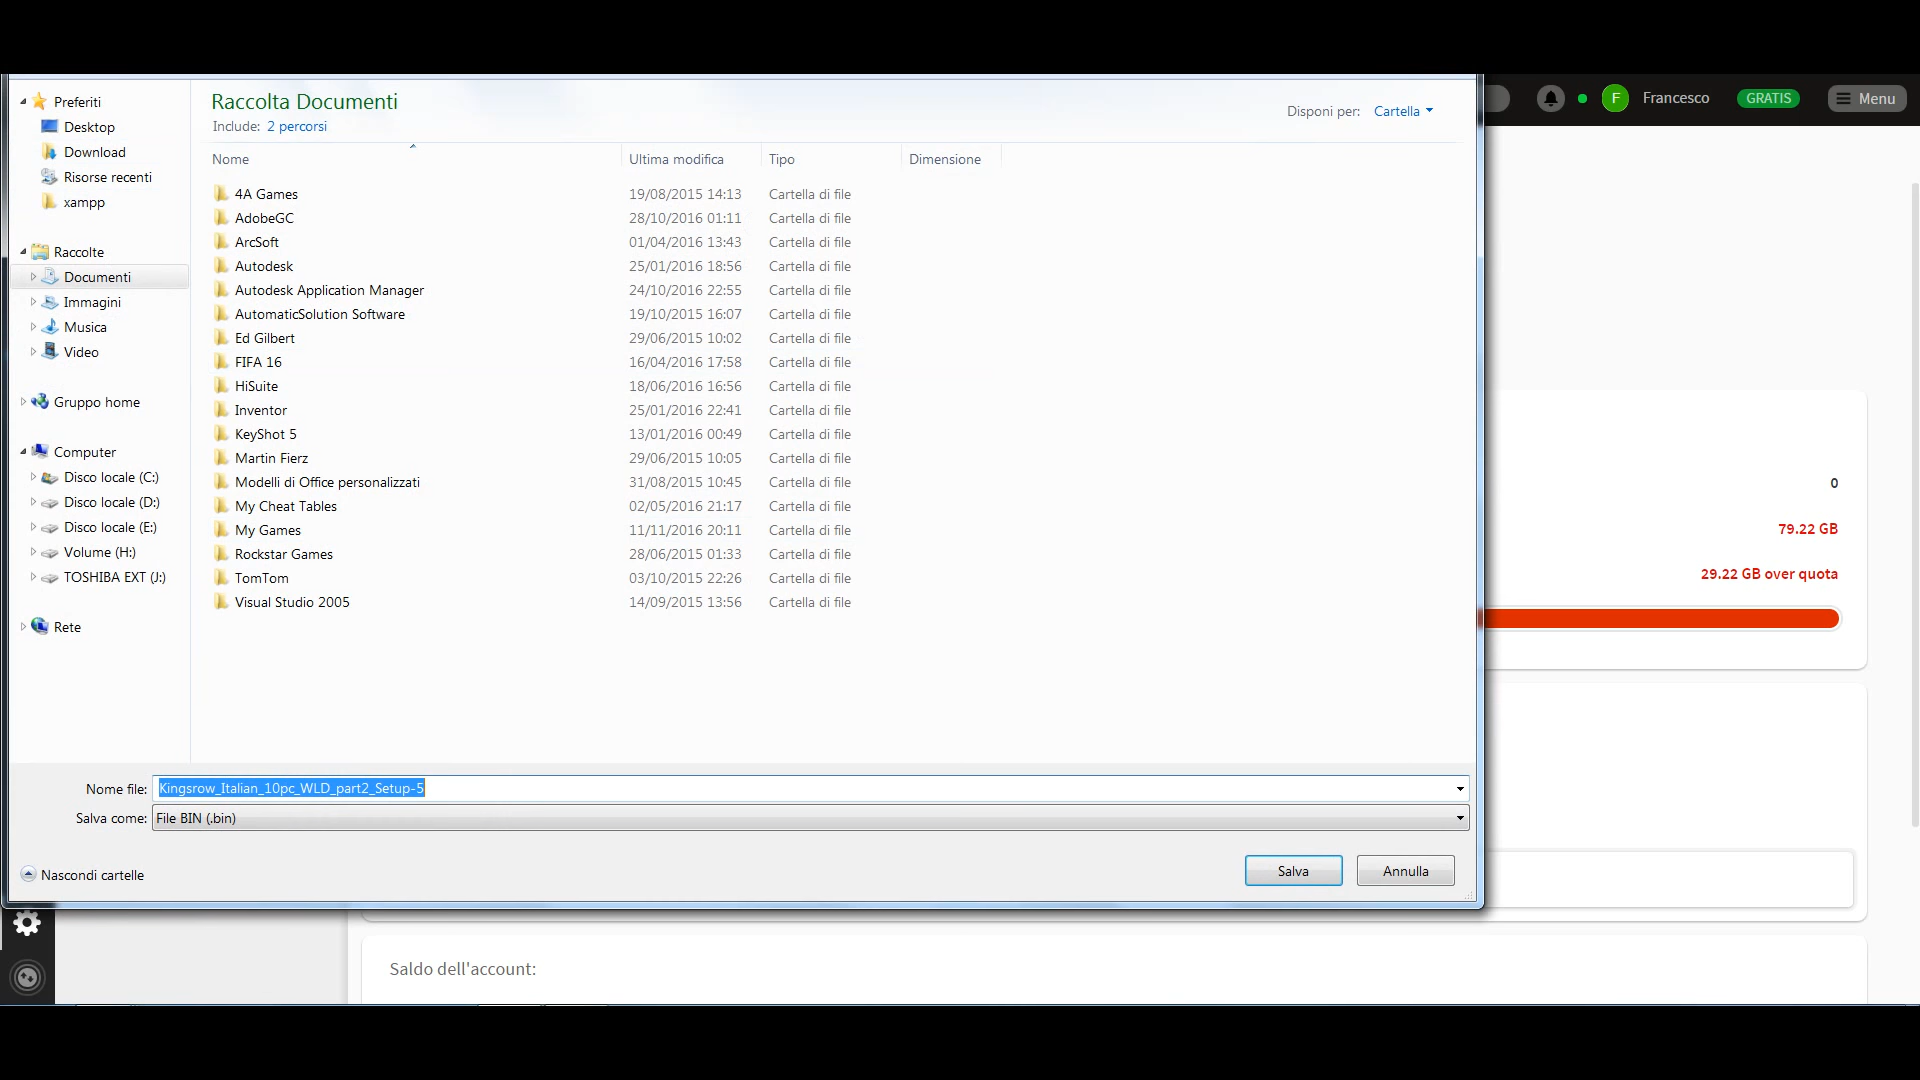 Preferiti
Desktop
Download
Risorse recenti
xampp
Raccolte
Documenti
Immagini
Musica
Video
Gruppo home
Computer
Disco locale (C:)
Disco locale (D:)
Disco locale (E:)
Volume (H:)
TOSHIBA EXT (J:)
Rete
Raccolta Documenti
Include: 2 percorsi
Disponi per: Cartella
Nome Ultima modifica Tipo Dimensione
4A Games 19/08/2015 14:13 Cartella di file
AdobeGC 28/10/2016 01:11 Cartella di file
ArcSoft 01/04/2016 13:43 Cartella di file
Autodesk 25/01/2016 18:56 Cartella di file
Autodesk Application Manager 24/10/2016 22:55 Cartella di file
AutomaticSolution Software 19/10/2015 16:07 Cartella di file
Ed Gilbert 29/06/2015 10:02 Cartella di file
FIFA 16 16/04/2016 17:58 Cartella di file
HiSuite 18/06/2016 16:56 Cartella di file
Inventor 25/01/2016 22:41 Cartella di file
KeyShot 5 13/01/2016 00:49 Cartella di file
Martin Fierz 29/06/2015 10:05 Cartella di file
Modelli di Office personalizzati 31/08/2015 10:45 Cartella di file
My Cheat Tables 02/05/2016 21:17 Cartella di file
My Games 11/11/2016 20:11 Cartella di file
Rockstar Games 28/06/2015 01:33 Cartella di file
TomTom 03/10/2015 22:26 Cartella di file
Visual Studio 2005 14/09/2015 13:56 Cartella di file
Nome file: Kingsrow_Italian_10pc_WLD_part2_Setup-5
Salva come: File BIN (.bin)
Nascondi cartelle
Salva Annulla
F Francesco GRATIS Menu
0
79.22 GB
29.22 GB over quota
Saldo dell'account: